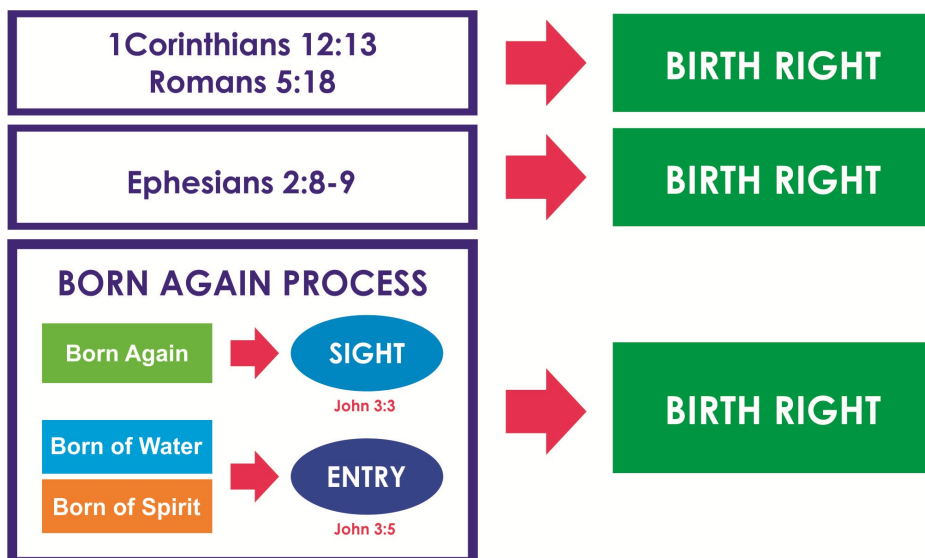 1Corinthians 12:13
Romans 5:18
BIRTH RIGHT
Ephesians 2:8-9
BIRTH RIGHT
BORN AGAIN PROCESS
Born Again
SIGHT
John 3:3
Born of Water
Born of Spirit
ENTRY
John 3:5
BIRTH RIGHT